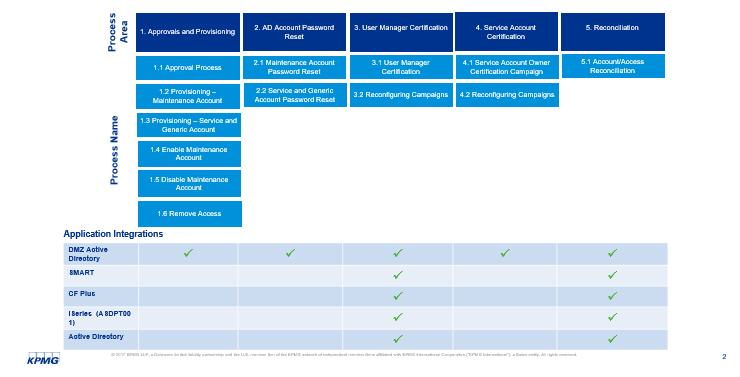 Process
Area
1. Approvals and Provisioning
2. AD Account Password
Reset
3. User Manager Certification
4. Service Account
Certification
5. Reconciliation
Process Name
1.1 Approval Process
2.1 Maintenance Account
Password Reset
3.1 User Manager
Certification
4.1 Service Account Owner
Certification Campaign
5.1 Account/Access
Reconciliation
1.2 Provisioning –
Maintenance Account
2.2 Service and Generic
Account Password Reset
3.2 Reconfiguring Campaigns
4.2 Reconfiguring Campaigns
1.3 Provisioning – Service and
Generic Account
1.4 Enable Maintenance
Account
1.5 Disable Maintenance
Account
1.6 Remove Access
Application Integrations
DMZ Active
Directory
SMART
CF Plus
iSeries (ASDPT00
1)
Active Directory
KPMG
© 2017 KPMG LLP, a Delaware limited liability partnership and the U.S. member firm of the KPMG network of independent member firms affiliated with KPMG International Cooperative ("KPMG International"), a Swiss entity. All rights reserved.
2